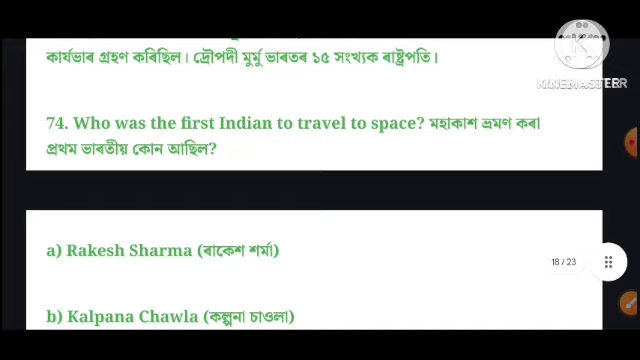 কাৰ্যভাৰ গ্ৰহণ কৰিছিল। দ্ৰৌপদী মুৰ্মু ভাৰতৰ ১৫ সংখ্যক ৰাষ্ট্ৰপতি।
74. Who was the first Indian to travel to space? মহাকাশ ভ্ৰমণ কৰা
প্ৰথম ভাৰতীয় কোন আছিল?
a) Rakesh Sharma (ৰাকেশ শৰ্মা)
b) Kalpana Chawla (কল্পনা চাওলা)
18 / 23
KINEMASTER